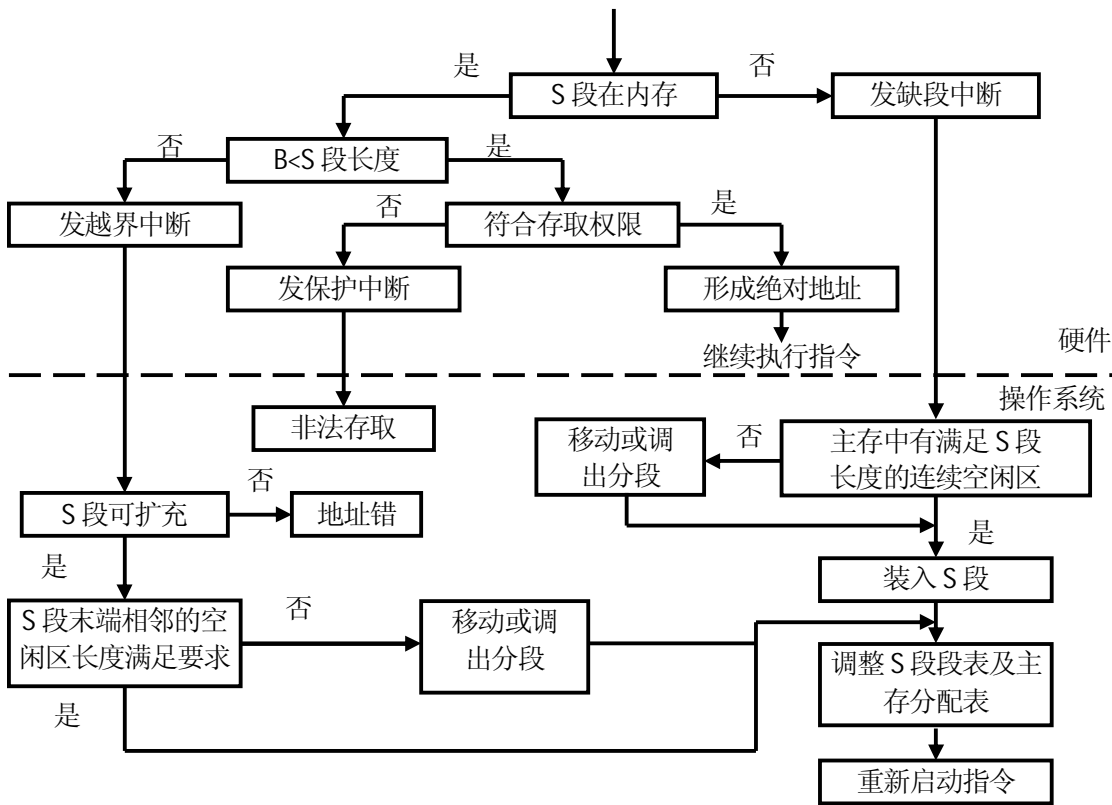 是
否
S段在内存
发缺段中断
否
B<S段长度
是
发越界中断
否
符合存取权限
是
发保护中断
形成绝对地址
继续执行指令
硬件
操作系统
非法存取
移动或调
出分段
否
主存中有满足S段
长度的连续空闲区
S段可扩充
否
地址错
是
是
装入S段
S段末端相邻的空
闲区长度满足要求
否
移动或调
出分段
调整S段段表及主
存分配表
是
重新启动指令